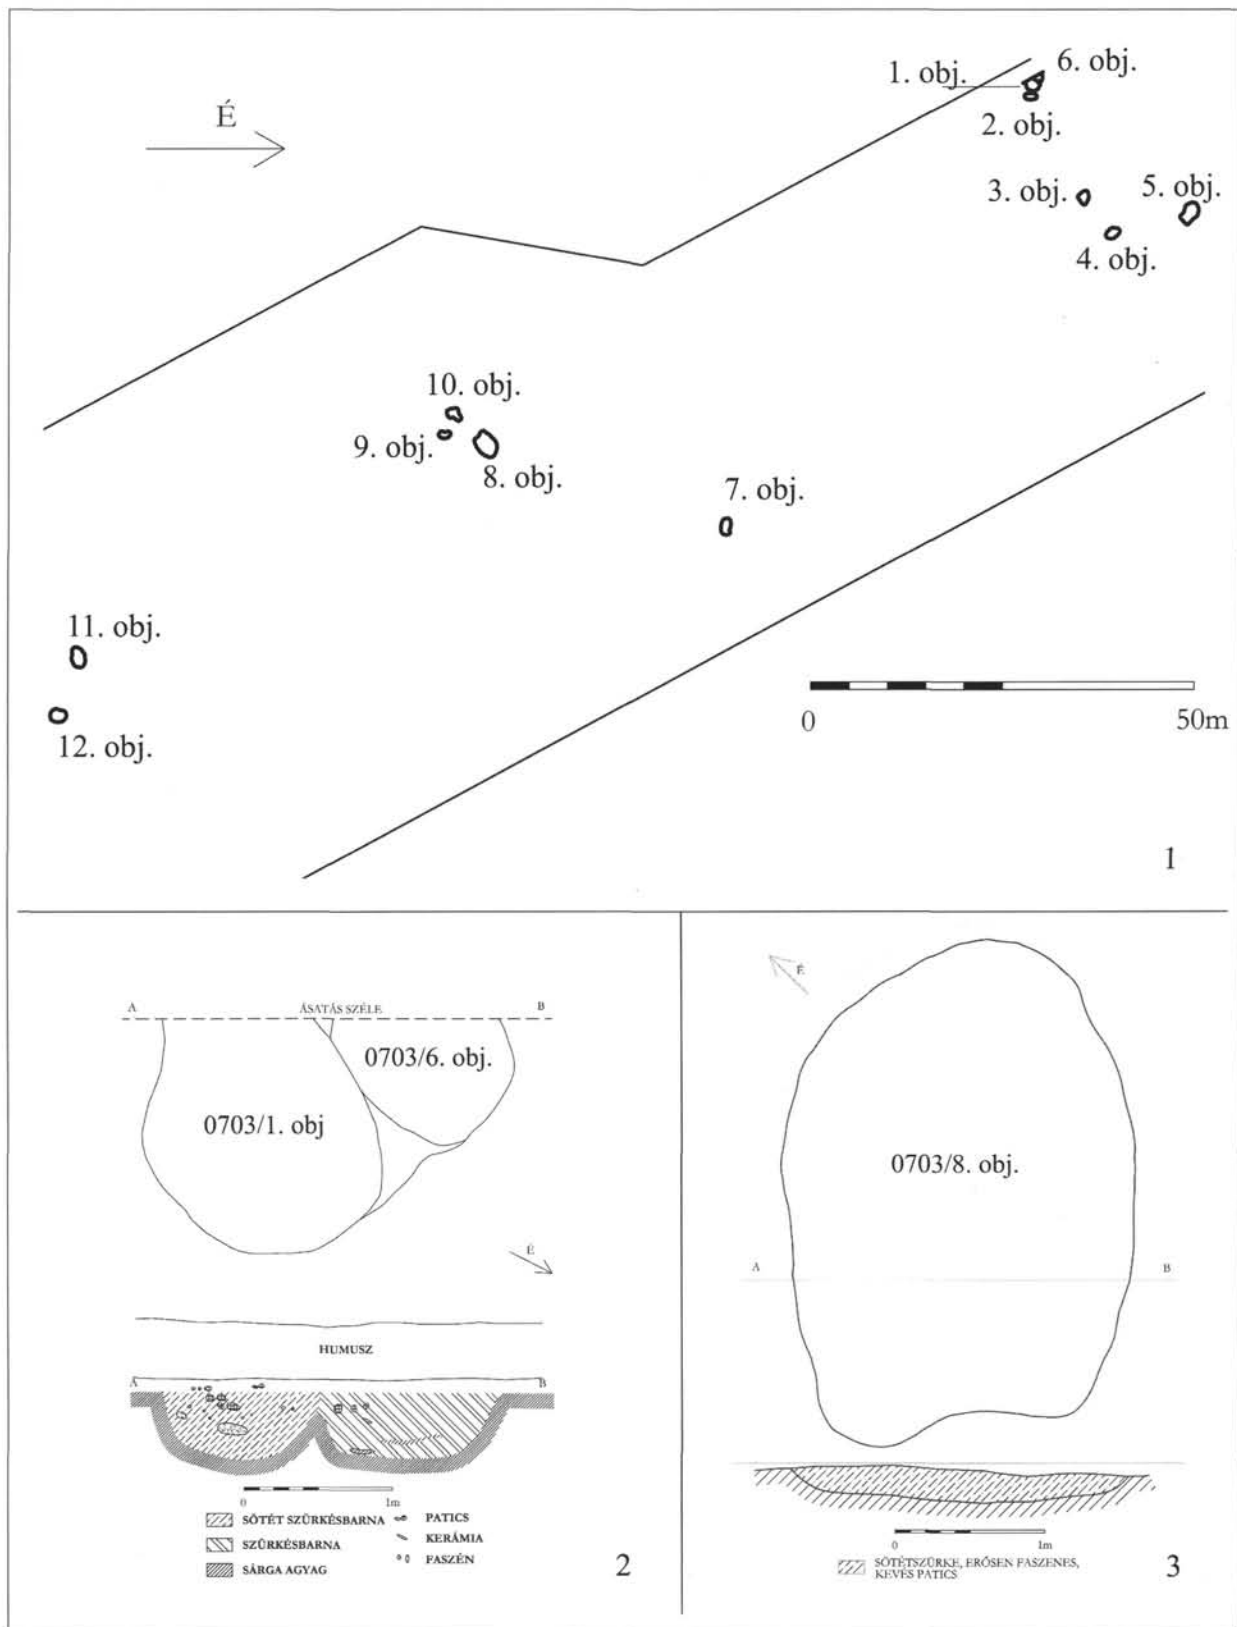 É
1. obj.
6. obj.
2. obj.
3. obj.
5. obj.
4. obj.
10. obj.
9. obj.
8. obj.
7. obj.
11. obj.
12. obj.
0 50m
1
A ÁSATÁS SZÉLE B
0703/6. obj.
0703/1. obj
É
HUMUSZ
A B
0 1m
SÖTÉT SZÜRKÉSBARNA
SZÜRKÉSBARNA
SÁRGA AGYAG
PATICS
KERÁMIA
FASZÉN
2
É
0703/8. obj.
A B
0 1m
SÖTÉTSZÜRKE, ERŐSEN FASZENES,
KEVÉS PATICS
3